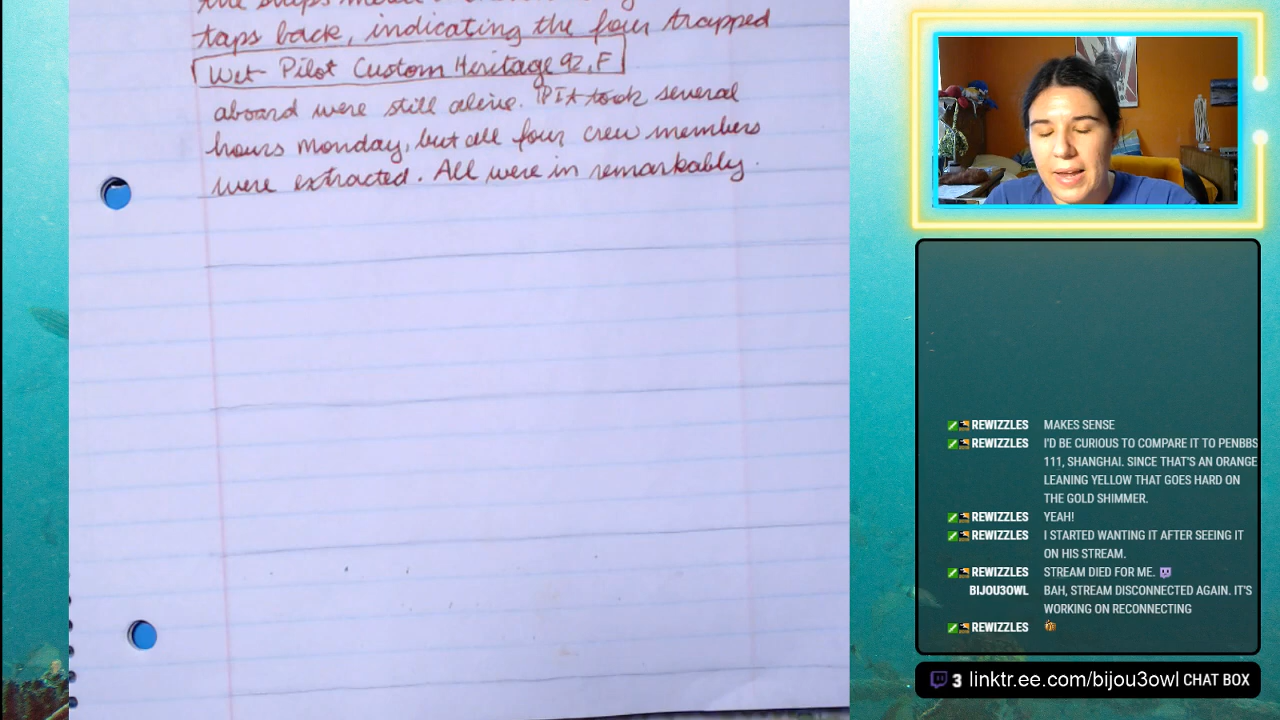 taps back, indicating the four trapped
Wet Pilot Custom Heritage 92, F
aboard were still alive. PIt took several
hours Monday, but all four crew members
were extracted. All were in remarkably.
REWIZZLES MAKES SENSE
REWIZZLES I'D BE CURIOUS TO COMPARE IT TO PENBBS
111, SHANGHAI. SINCE THAT'S AN ORANGE
LEANING YELLOW THAT GOES HARD ON
THE GOLD SHIMMER.
REWIZZLES YEAH!
REWIZZLES I STARTED WANTING IT AFTER SEEING IT
ON HIS STREAM.
REWIZZLES STREAM DIED FOR ME.
BIJOU3OWL BAH, STREAM DISCONNECTED AGAIN. IT'S
WORKING ON RECONNECTING
REWIZZLES
3 linktr.ee.com/bijou3owl CHAT BOX